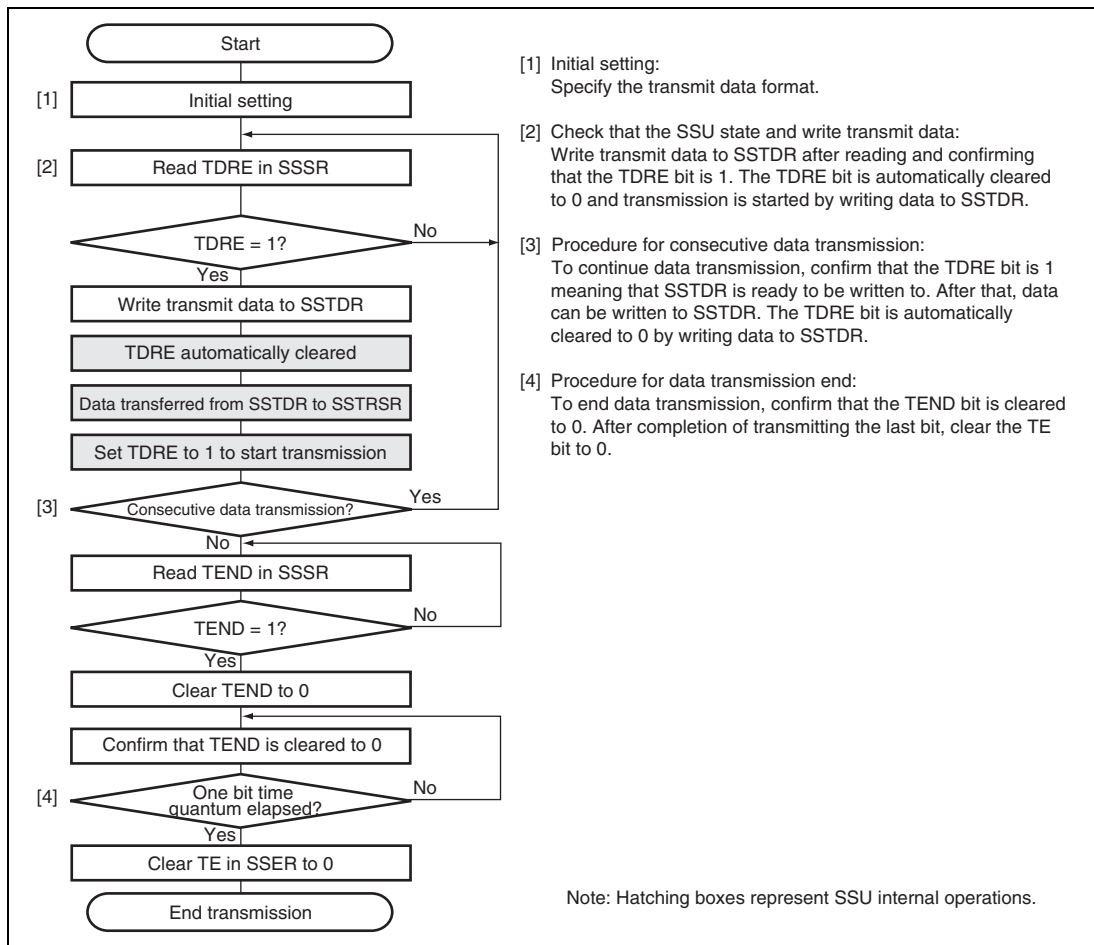 Start
[1] Initial setting
[2] Read TDRE in SSSR
TDRE = 1?
No
Yes
Write transmit data to SSTDR
TDRE automatically cleared
Data transferred from SSTDR to SSTRSR
Set TDRE to 1 to start transmission
[3] Consecutive data transmission?
Yes
No
Read TEND in SSSR
TEND = 1?
No
Yes
Clear TEND to 0
Confirm that TEND is cleared to 0
[4] One bit time
quantum elapsed?
No
Yes
Clear TE in SSER to 0
End transmission
[1] Initial setting:
Specify the transmit data format.
[2] Check that the SSU state and write transmit data:
Write transmit data to SSTDR after reading and confirming
that the TDRE bit is 1. The TDRE bit is automatically cleared
to 0 and transmission is started by writing data to SSTDR.
[3] Procedure for consecutive data transmission:
To continue data transmission, confirm that the TDRE bit is 1
meaning that SSTDR is ready to be written to. After that, data
can be written to SSTDR. The TDRE bit is automatically
cleared to 0 by writing data to SSTDR.
[4] Procedure for data transmission end:
To end data transmission, confirm that the TEND bit is cleared
to 0. After completion of transmitting the last bit, clear the TE
bit to 0.
Note: Hatching boxes represent SSU internal operations.